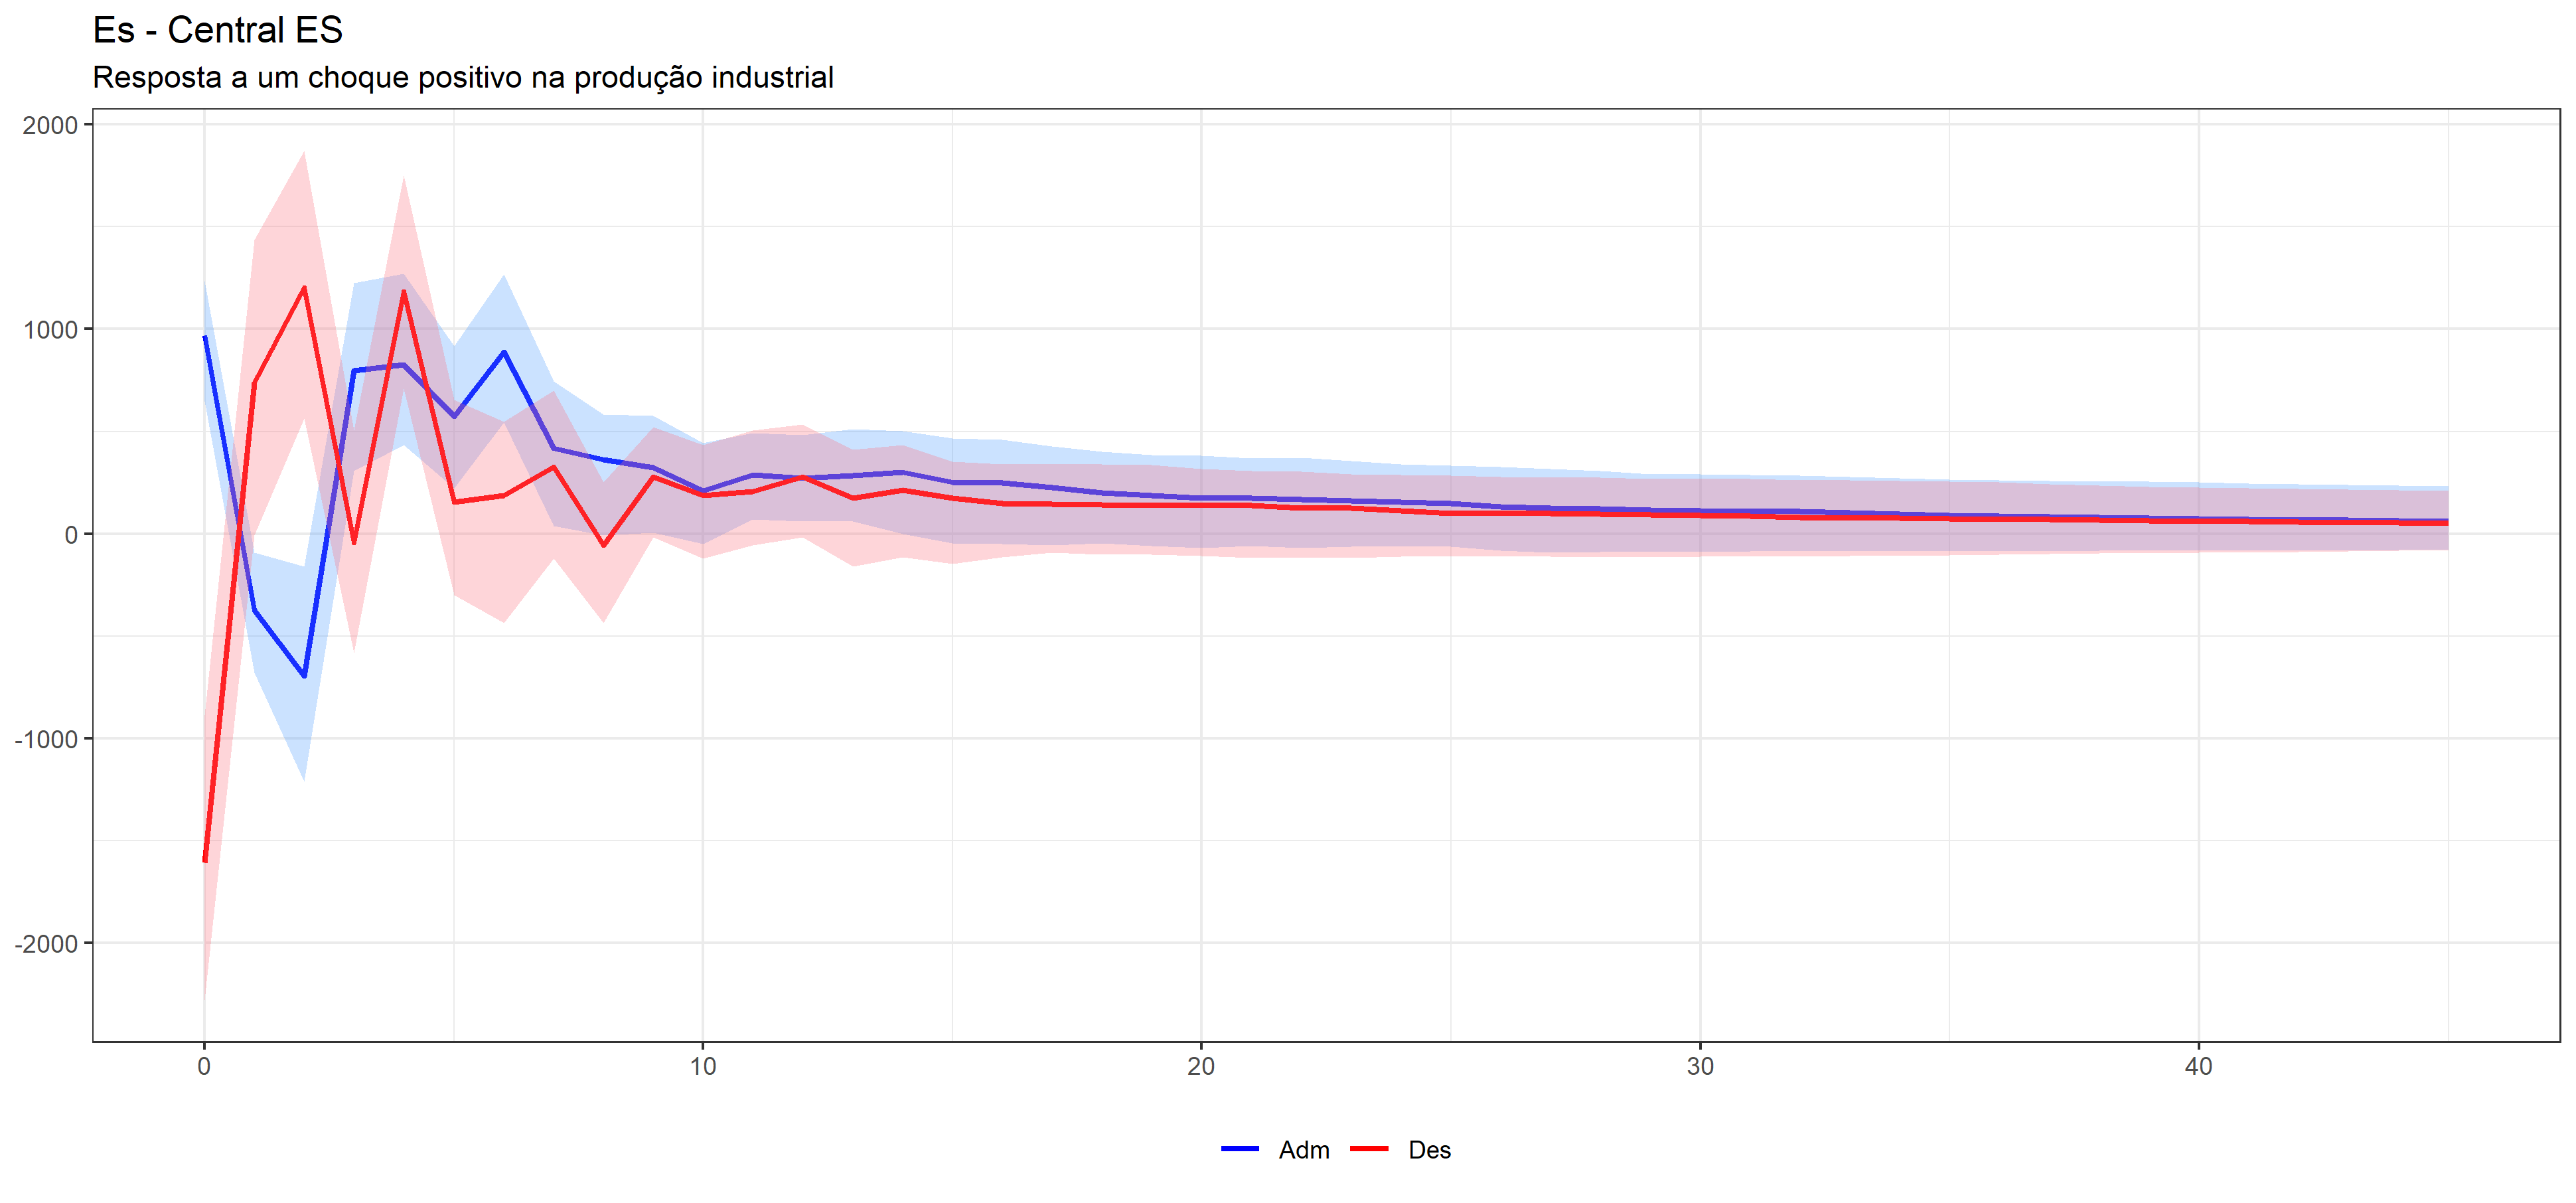 Es - Central ES
Resposta a um choque positivo na produção industrial
2000
1000
0
-1000
-2000
0 10 20 30 40
Adm Des